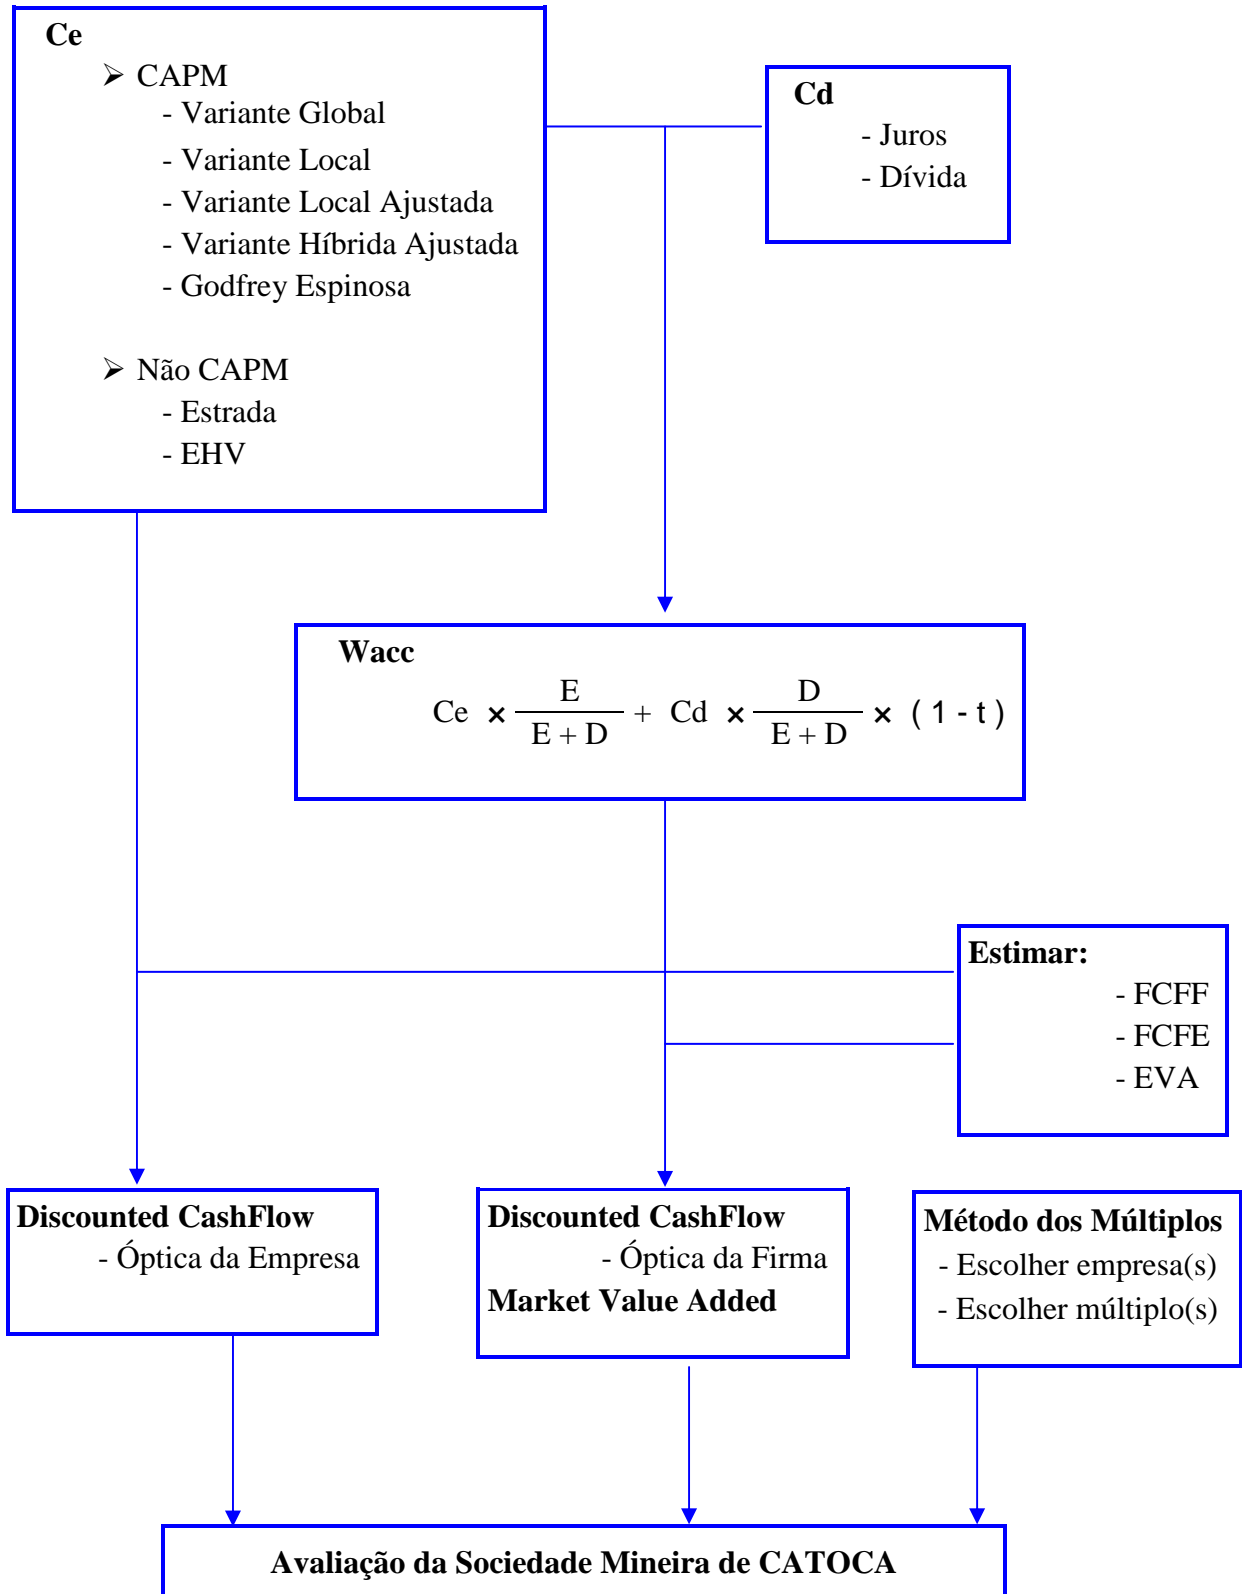 Ce
➢ CAPM
- Variante Global
- Variante Local
- Variante Local Ajustada
- Variante Híbrida Ajustada
- Godfrey Espinosa
➢ Não CAPM
- Estrada
- EHV
Cd
- Juros
- Dívida
Wacc
Ce × E / E + D + Cd × D / E + D × ( 1 - t )
Estimar:
- FCFF
- FCFE
- EVA
Discounted CashFlow
- Óptica da Empresa
Discounted CashFlow
- Óptica da Firma
Market Value Added
Método dos Múltiplos
- Escolher empresa(s)
- Escolher múltiplo(s)
Avaliação da Sociedade Mineira de CATOCA